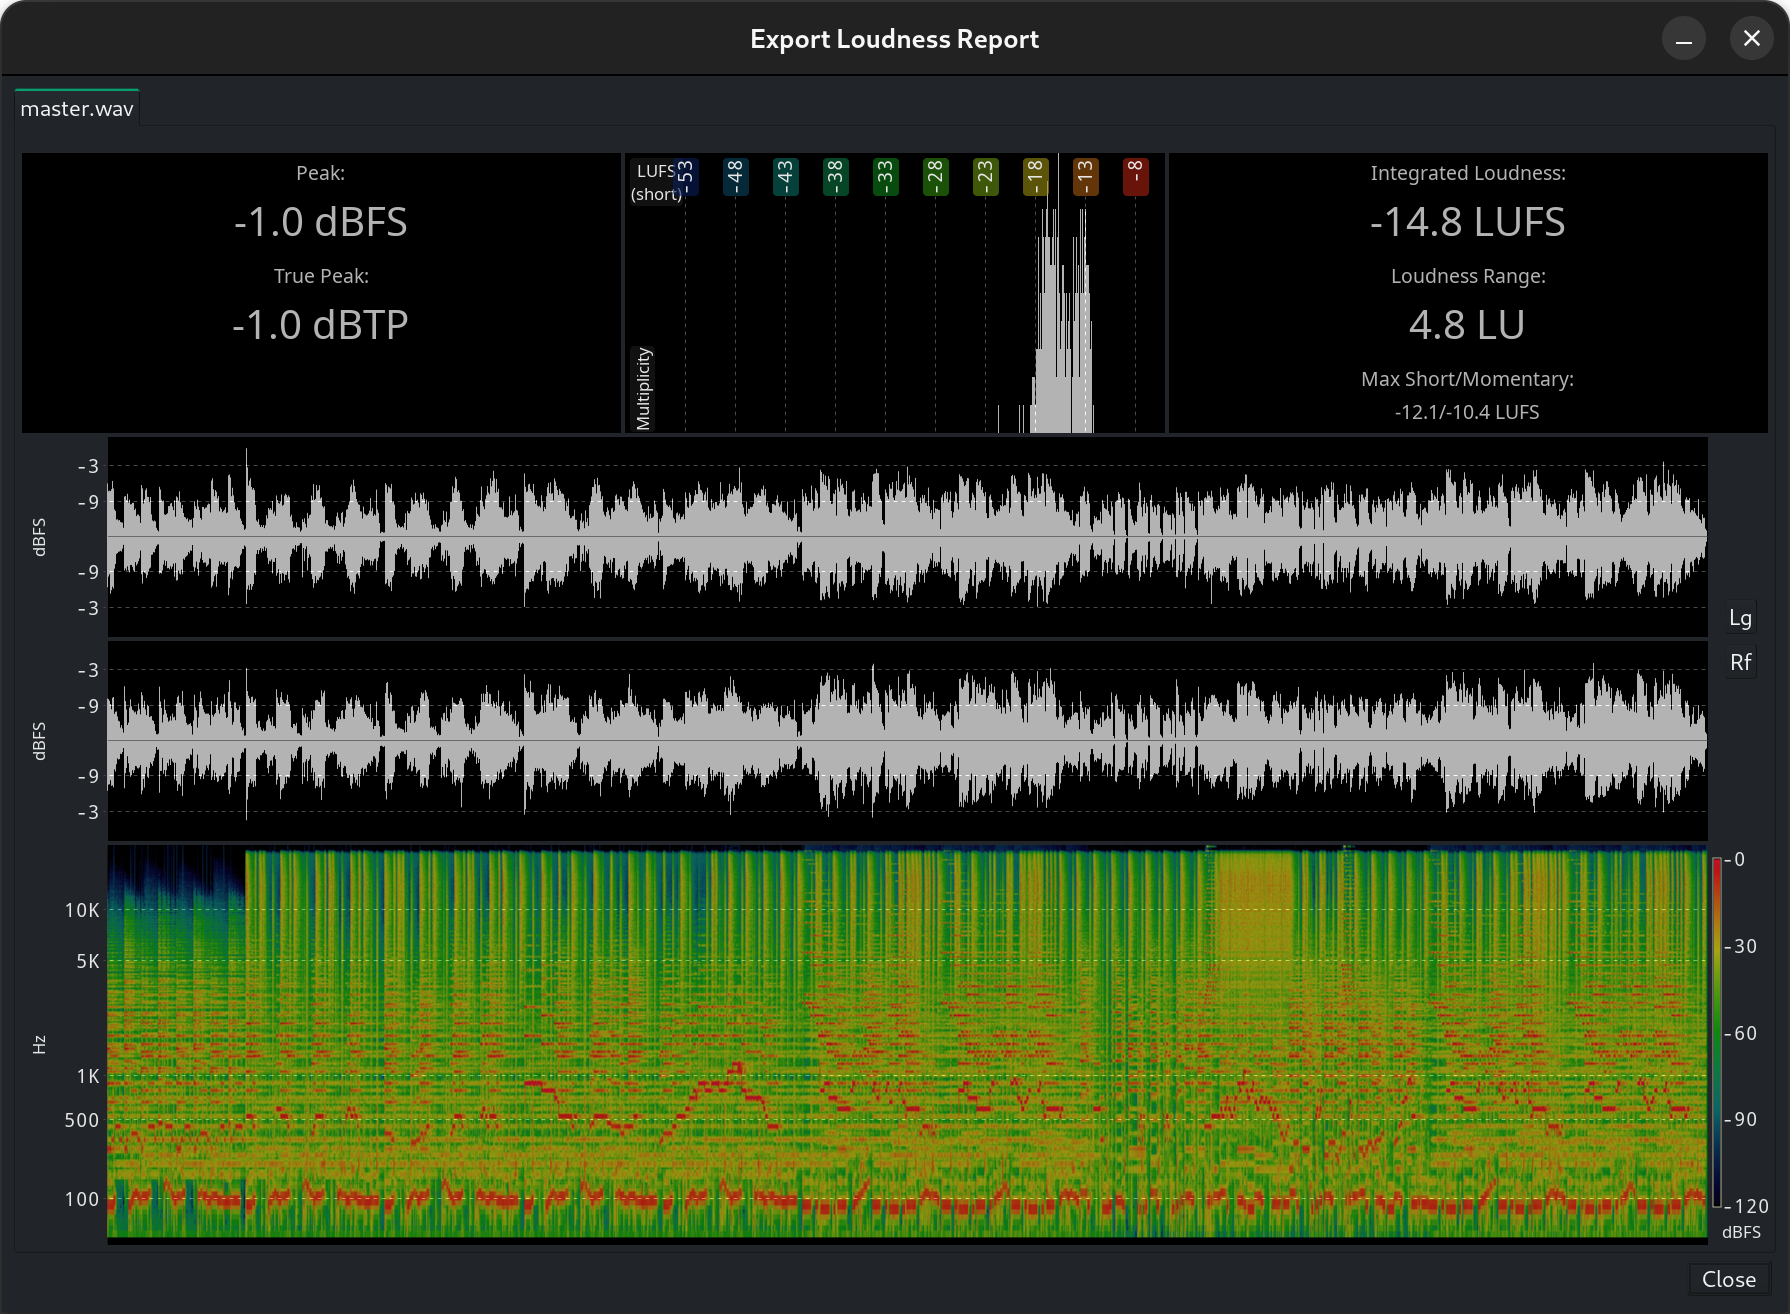 Export Loudness Report
master.wav
Peak:
-1.0 dBFS
True Peak:
-1.0 dBTP
LUFS
(short)
-53
-48
-43
-38
-33
-28
-23
-18
-13
-8
Multiplicity
Integrated Loudness:
-14.8 LUFS
Loudness Range:
4.8 LU
Max Short/Momentary:
-12.1/-10.4 LUFS
dBFS
-3
-9
-9
-3
dBFS
-3
-9
-9
-3
Lg
Rf
Hz
10K
5K
1K
500
100
-0
-30
-60
-90
-120
dBFS
Close